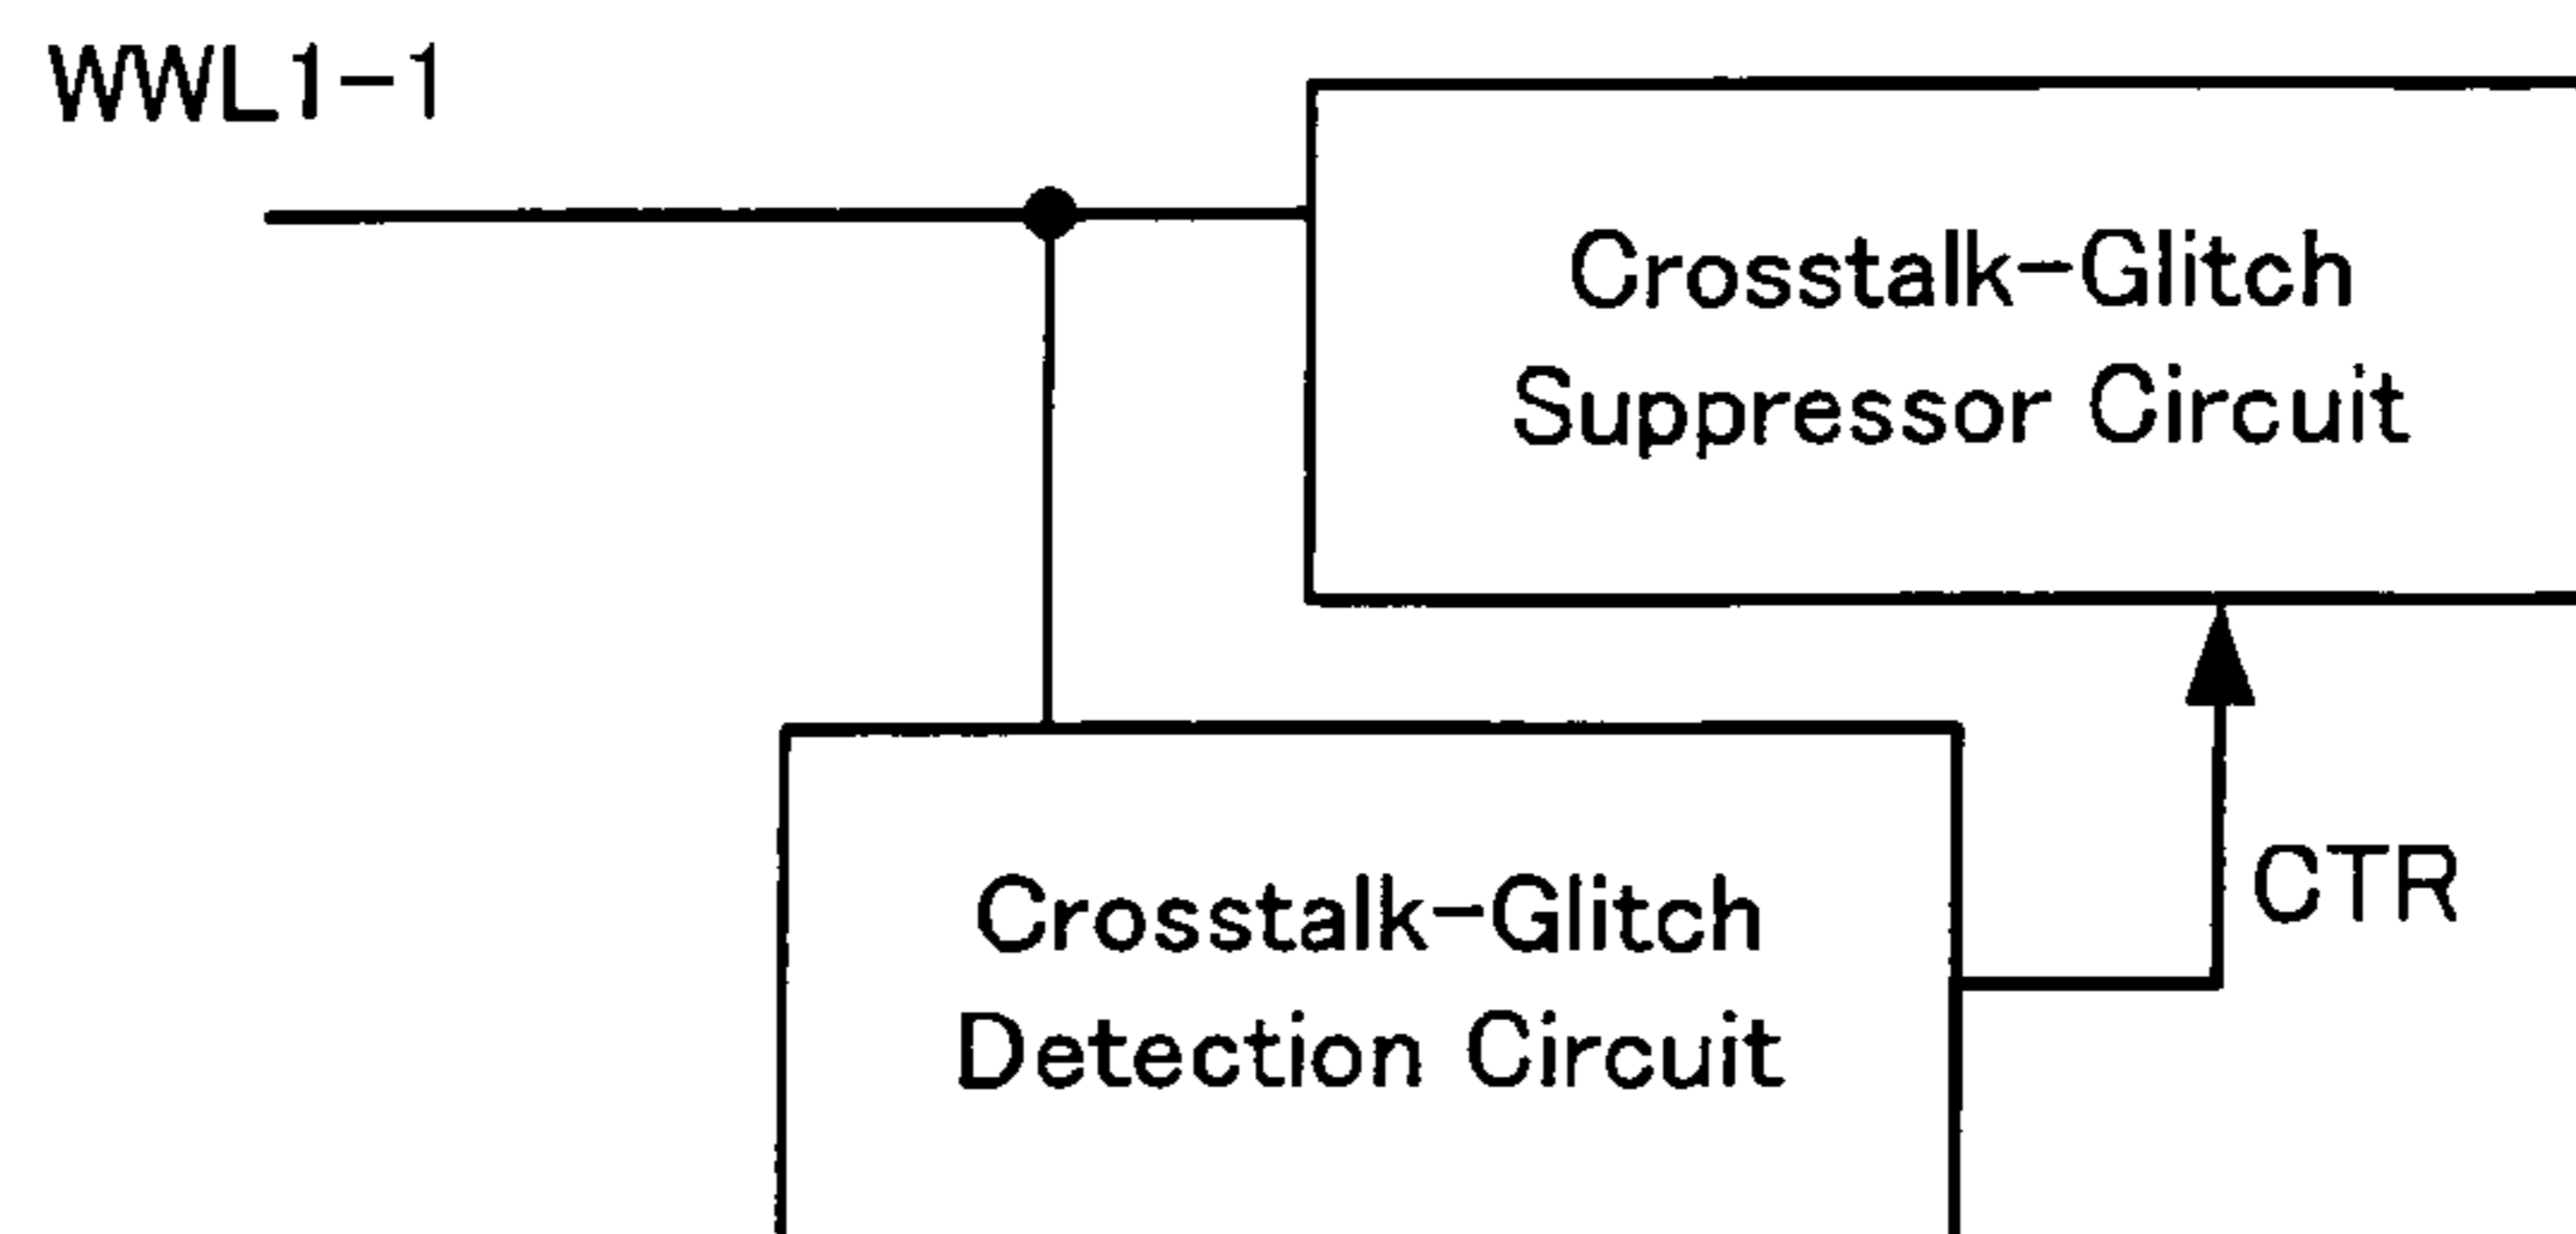 WWL1-1
Crosstalk-Glitch
Suppressor Circuit
CTR
Crosstalk-Glitch
Detection Circuit